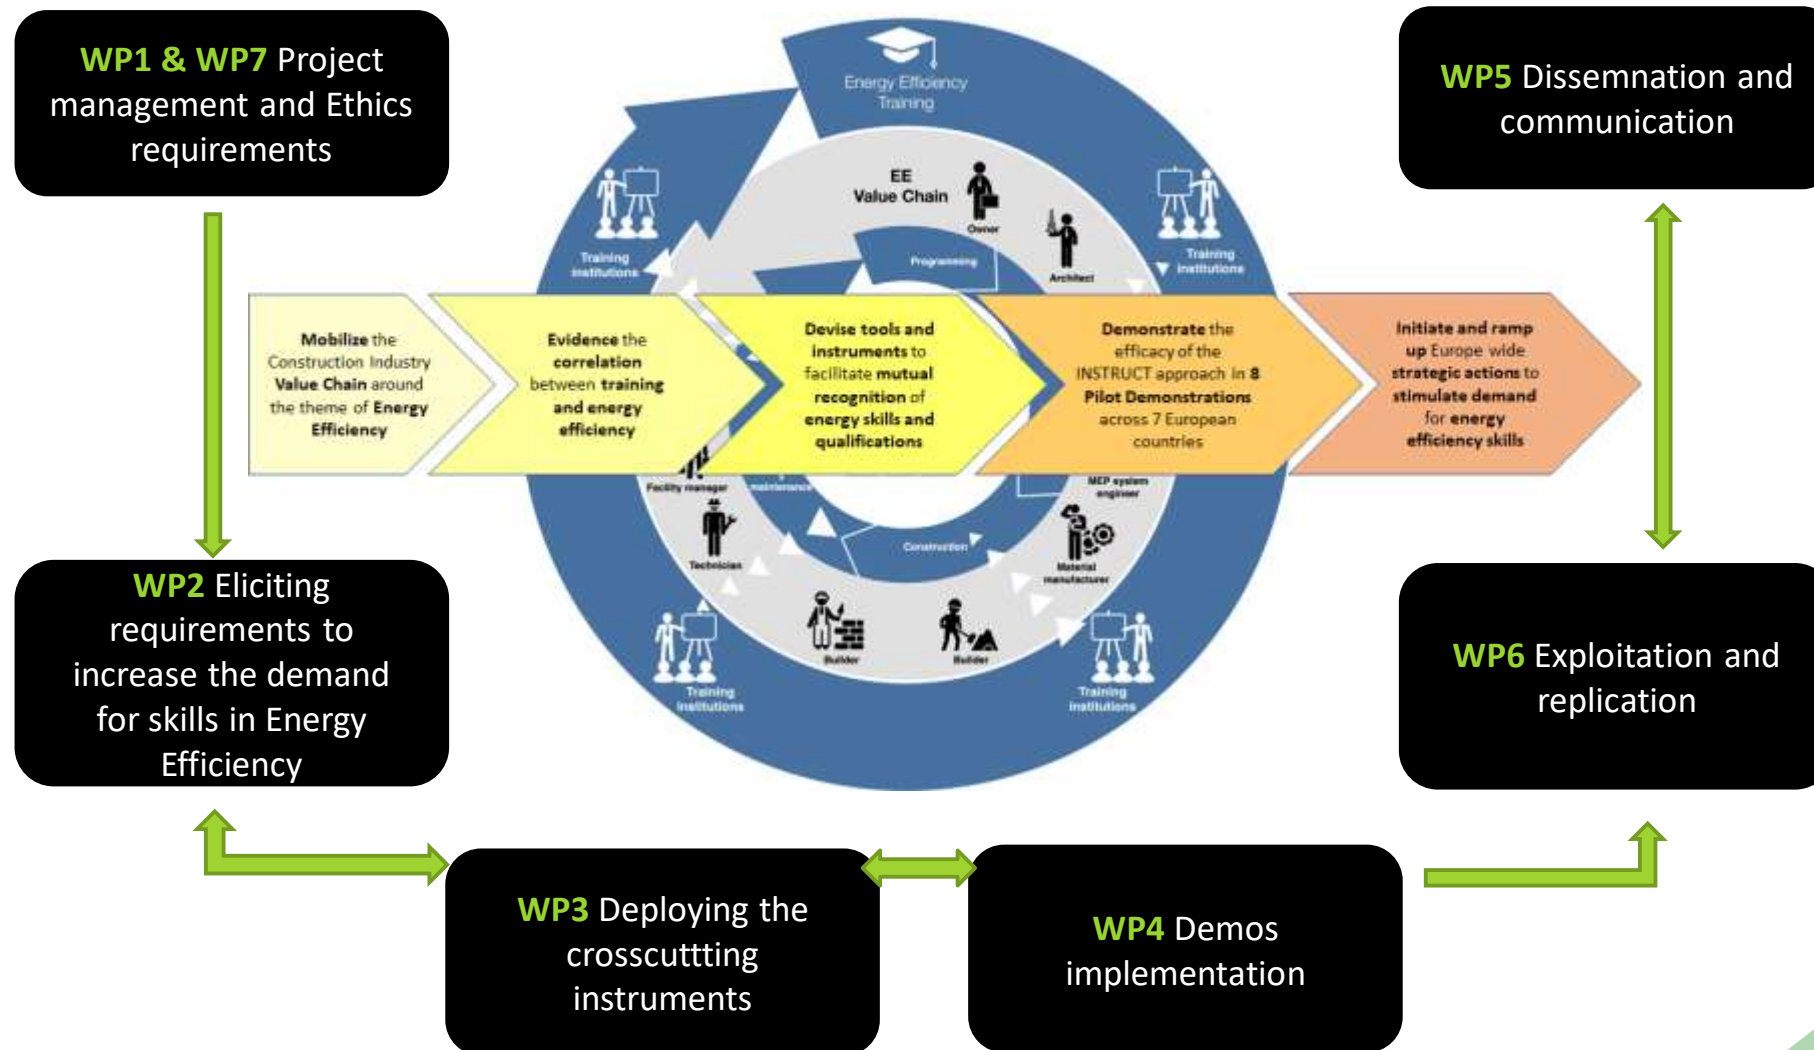 WP1 & WP7 Project
management and Ethics
requirements
Energy Efficiency
Training
WP5 Dissemnation and
communication
EE
Value Chain
Owner
Architect
Training
institutions
Training
institutions
Programming
Mobilize the
Construction Industry
Value Chain around
the theme of Energy
Efficiency
Evidence the
correlation
between training
and energy
efficiency
Devise tools and
instruments to
facilitate mutual
recognition of
energy skills and
qualifications
Demonstrate the
efficacy of the
INSTRUCT approach in 8
Pilot Demonstrations
across 7 European
countries
Initiate and ramp
up Europe wide
strategic actions to
stimulate demand
for energy
efficiency skills
Facility manager
maintenance
MEP system
engineer
Technician
Construction
Material
manufacturer
Builder
Builder
Training
institutions
Training
institutions
WP2 Eliciting
requirements to
increase the demand
for skills in Energy
Efficiency
WP6 Exploitation and
replication
WP3 Deploying the
crosscuttting
instruments
WP4 Demos
implementation